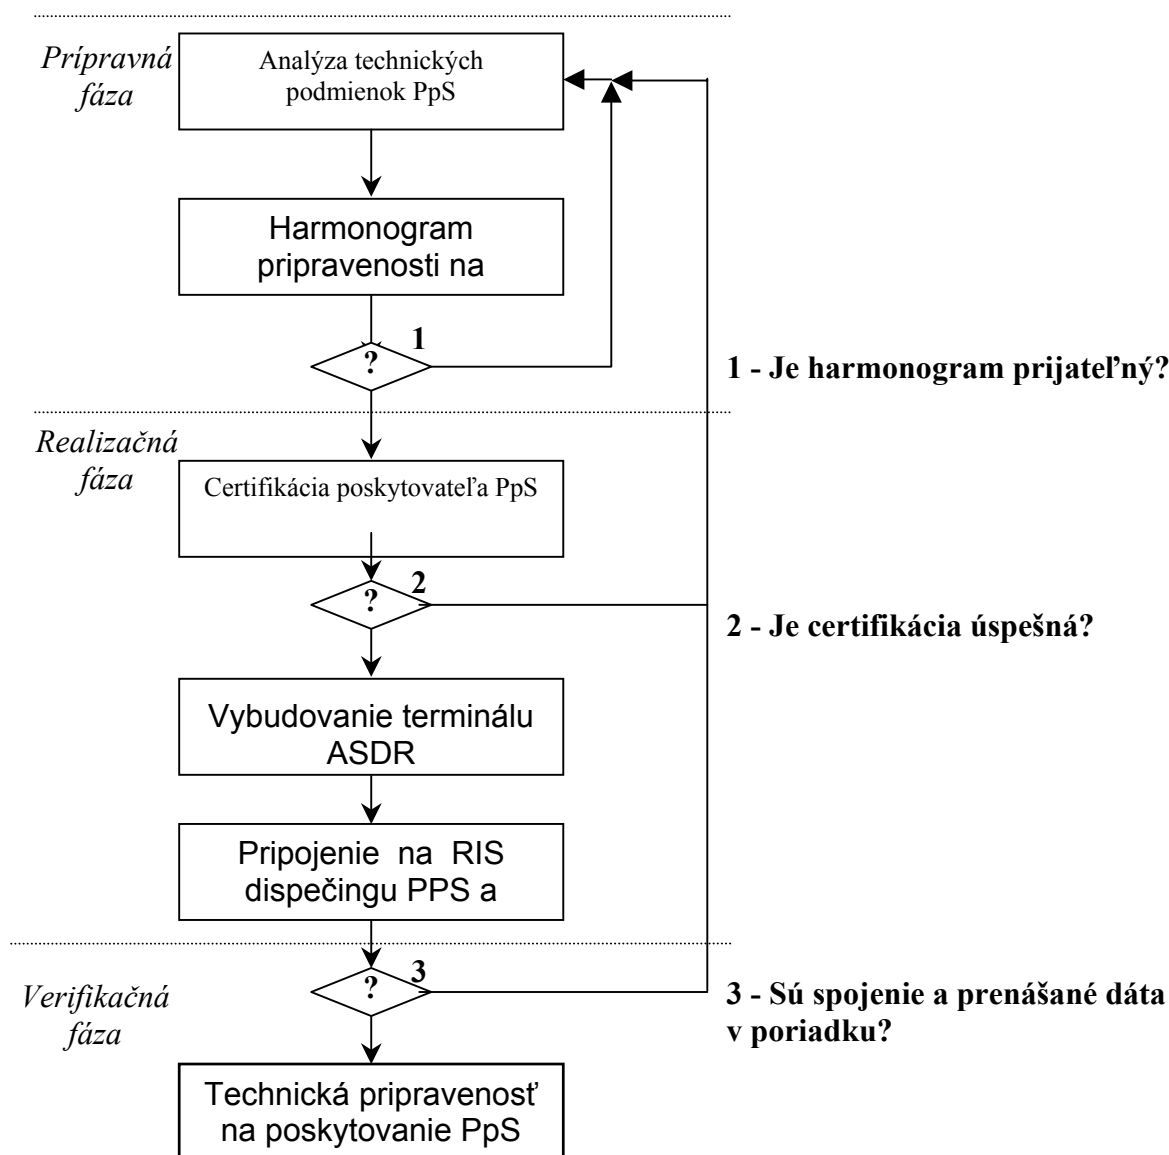 Prípravná
fáza
Analýza technických
podmienok PpS
Harmonogram
pripravenosti na
?
1
1 - Je harmonogram prijateľný?
Realizačná
fáza
Certifikácia poskytovateľa PpS
?
2
2 - Je certifikácia úspešná?
Vybudovanie terminálu
ASDR
Pripojenie na RIS
dispečingu PPS a
Verifikačná
fáza
?
3
3 - Sú spojenie a prenášané dáta
v poriadku?
Technická pripravenosť
na poskytovanie PpS